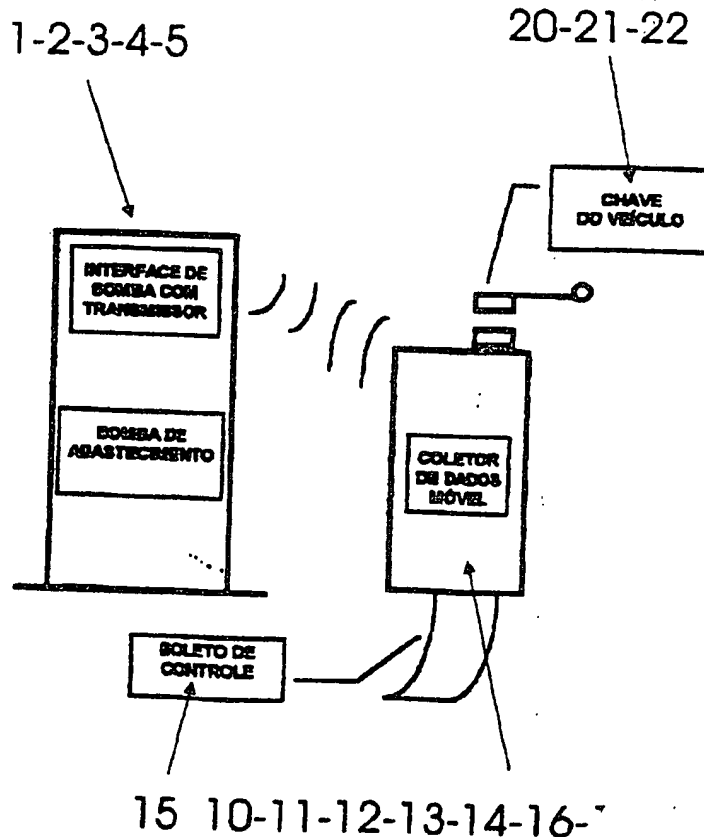 1-2-3-4-5
20-21-22
CHAVE
DO VEÍCULO
INTERFACE DE
BOMBA COM
TRANSMISSOR
BOMBA DE
ABASTECIMENTO
COLETOR
DE DADOS
MÓVEL
BOLETO DE
CONTROLE
15
10-11-12-13-14-16-